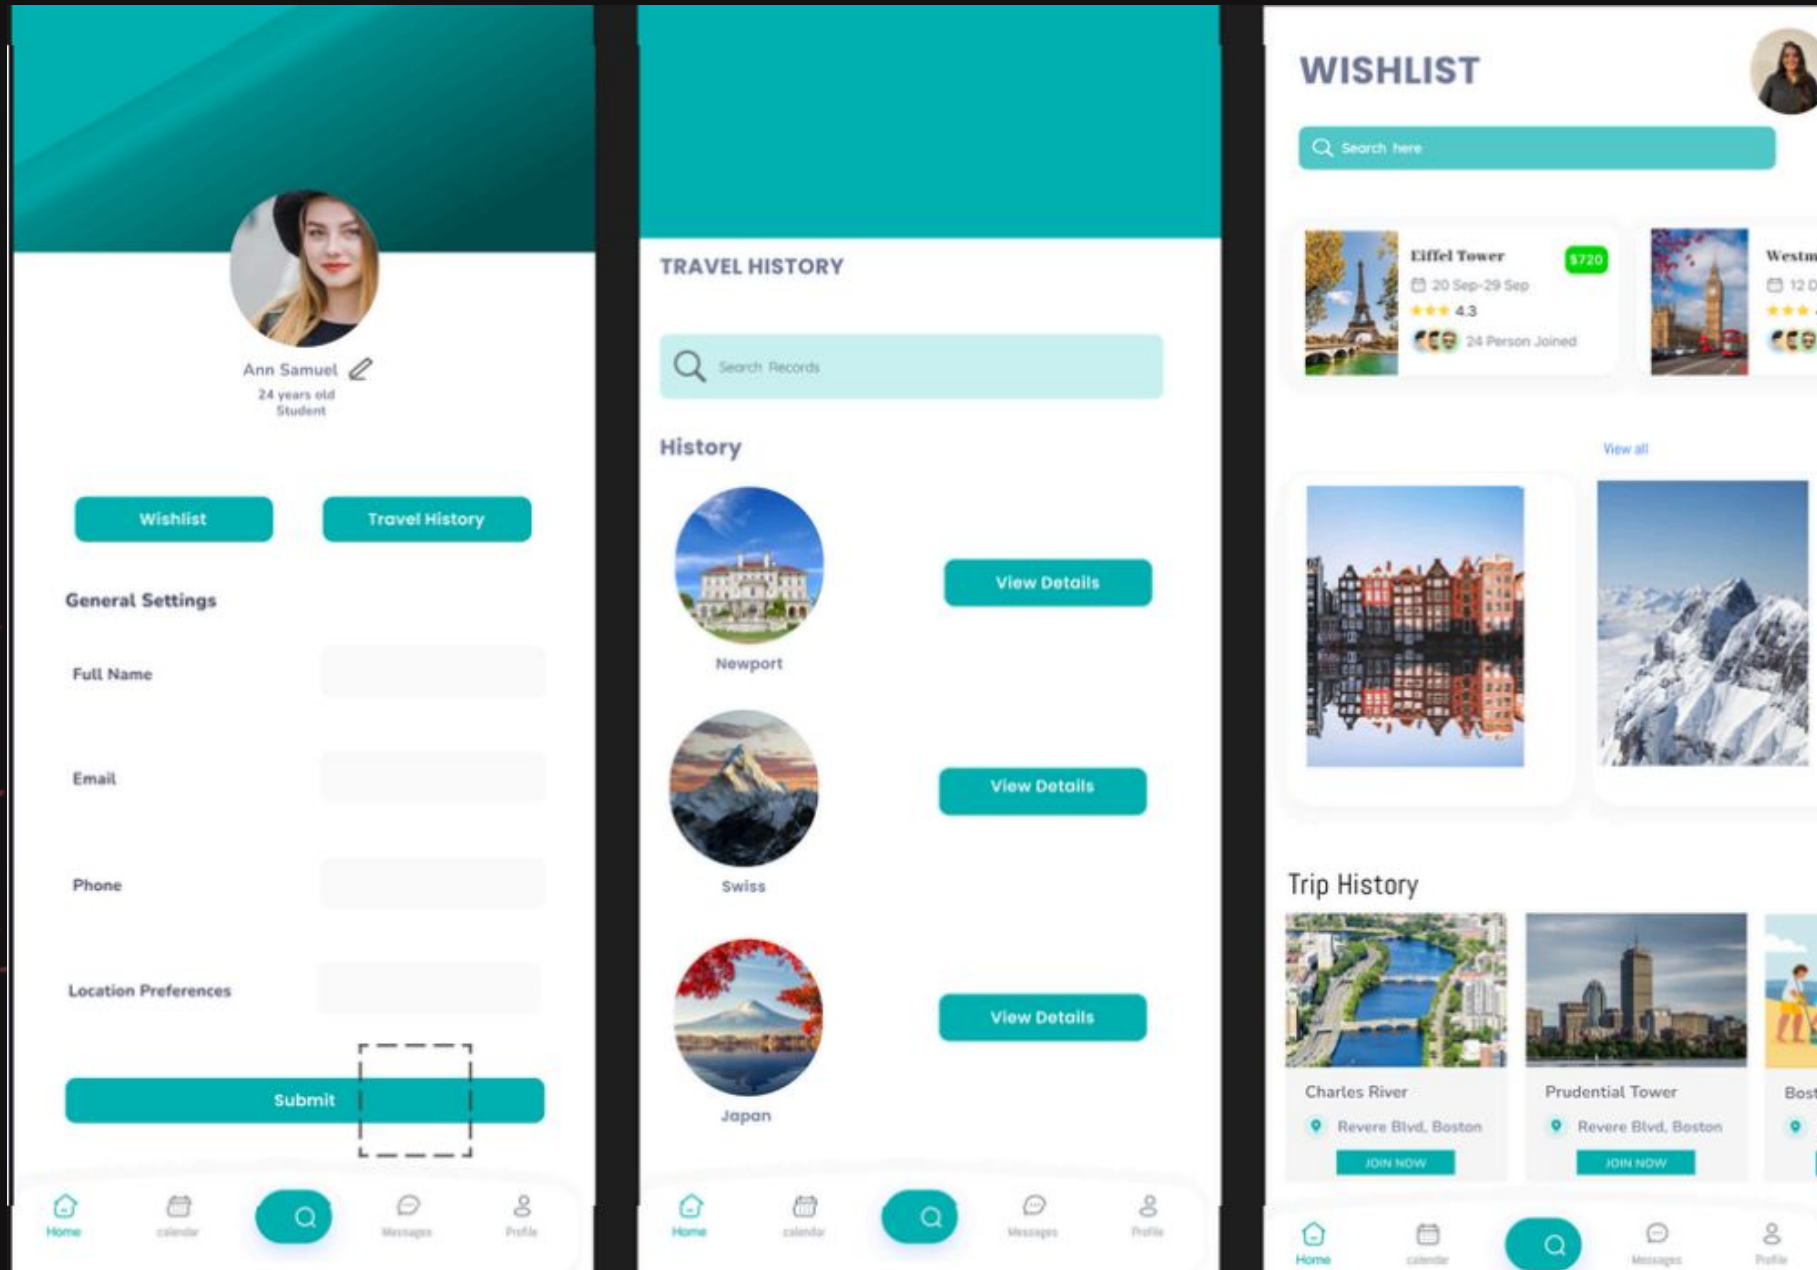 Ann Samuel
24 years old
Student
Wishlist
Travel History
General Settings
Full Name
Email
Phone
Location Preferences
Submit
Home
calendar
Messages
Profile
TRAVEL HISTORY
Search Records
History
View Details
Newport
View Details
Swiss
View Details
Japan
Home
calendar
Messages
Profile
WISHLIST
Search here
Eiffel Tower
$720
20 Sep-29 Sep
4.3
24 Person Joined
Westm
12 D
View all
Trip History
Charles River
Revere Blvd, Boston
JOIN NOW
Prudential Tower
Revere Blvd, Boston
JOIN NOW
Bost
Home
calendar
Messages
Profile